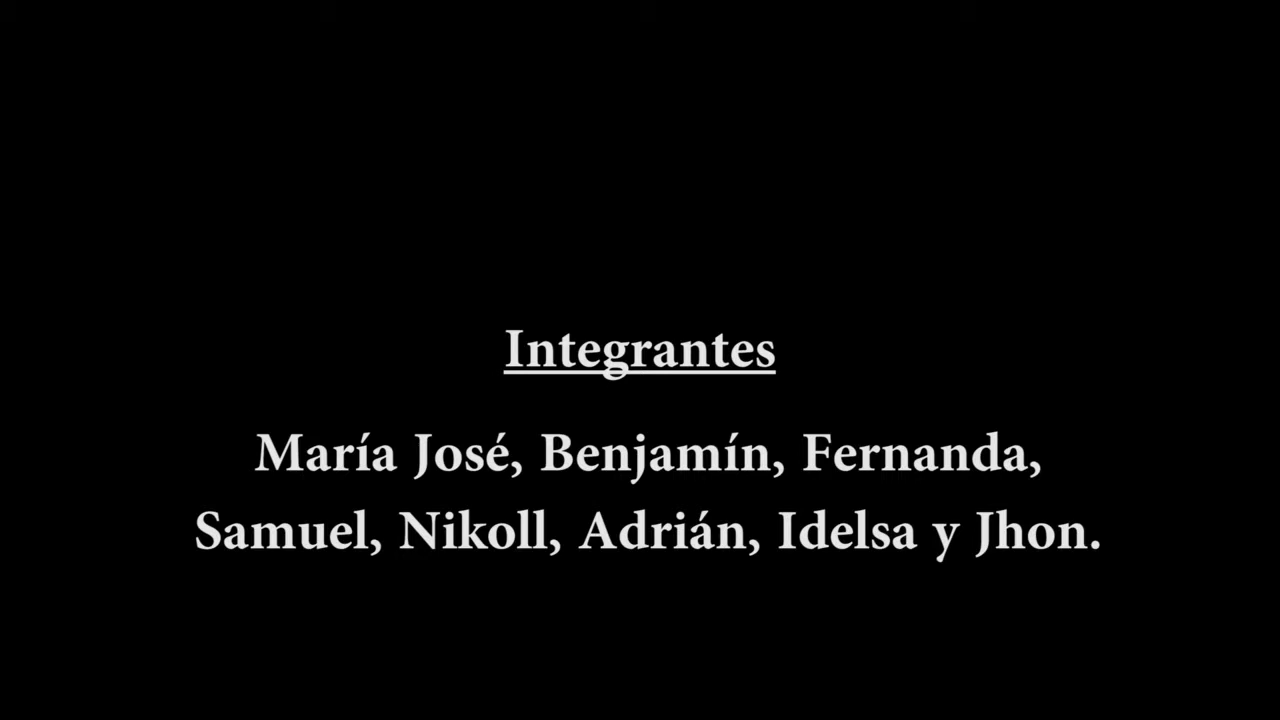 Integrantes
María José, Benjamín, Fernanda,
Samuel, Nikoll, Adrián, Idelsa y Jhon.